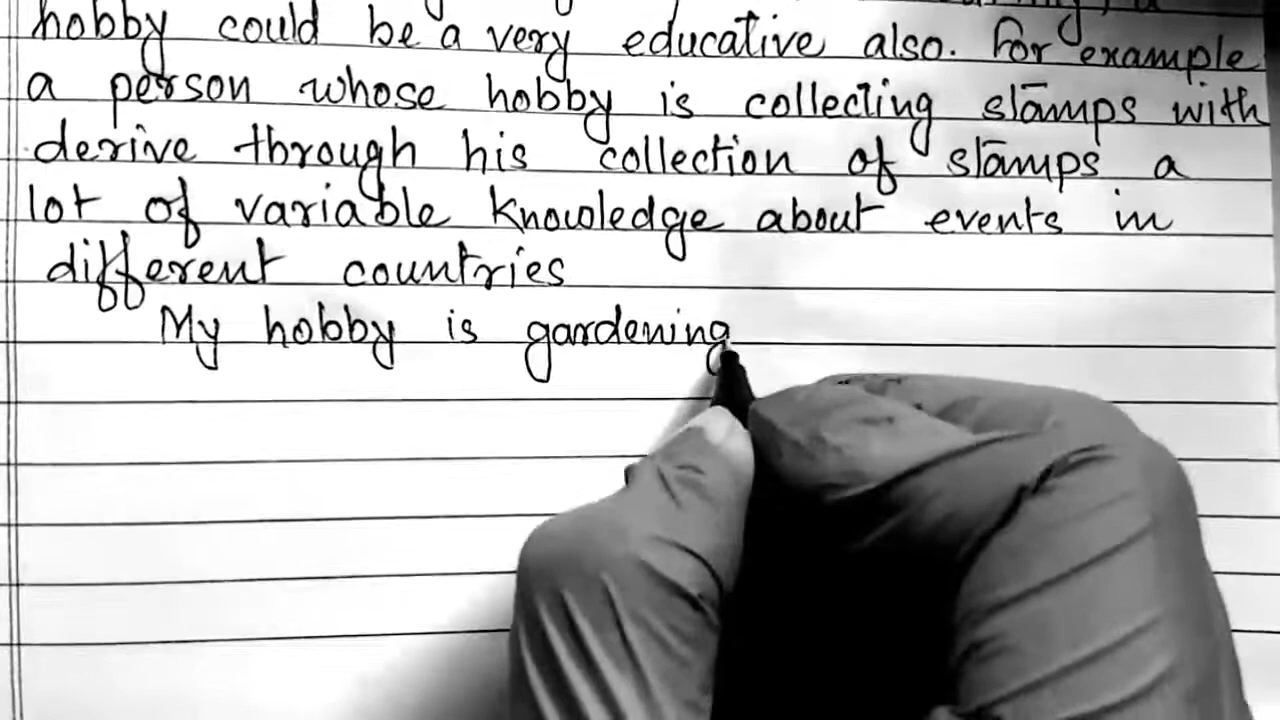 hobby could be a very educative also. For example
a person whose hobby is collecting stamps with
derive through his collection of stamps a
lot of variable knowledge about events in
different countries
My hobby is gardening